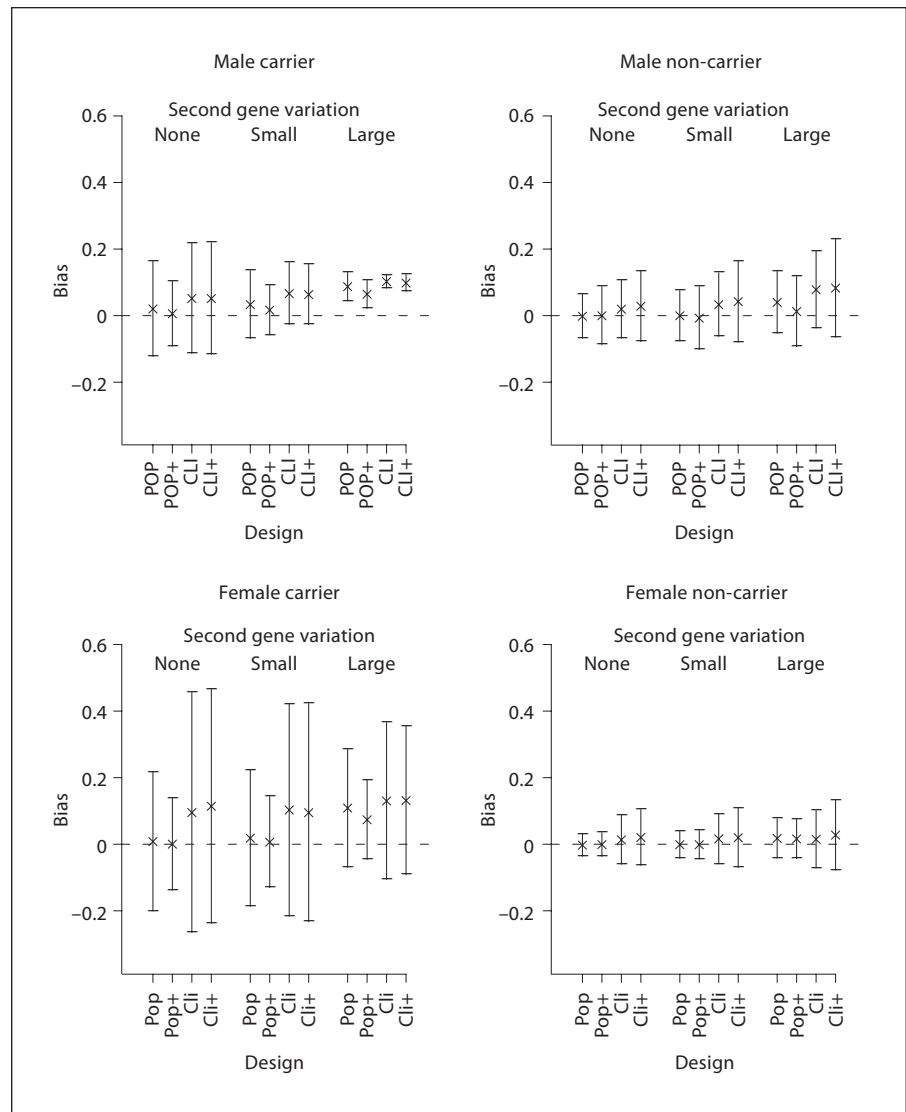 Male carrier
Second gene variation
None Small Large
0.6
0.4
0.2
0
−0.2
Bias
POP POP+ CLI CLI+ POP POP+ CLI CLI+ POP POP+ CLI CLI+
Design
Male non-carrier
Second gene variation
None Small Large
0.6
0.4
0.2
0
−0.2
Bias
POP POP+ CLI CLI+ POP POP+ CLI CLI+ POP POP+ CLI CLI+
Design
Female carrier
Second gene variation
None Small Large
0.6
0.4
0.2
0
−0.2
Bias
Pop Pop+ Cli Cli+ Pop Pop+ Cli Cli+ Pop Pop+ Cli Cli+
Design
Female non-carrier
Second gene variation
None Small Large
0.6
0.4
0.2
0
−0.2
Bias
Pop Pop+ Cli Cli+ Pop Pop+ Cli Cli+ Pop Pop+ Cli Cli+
Design